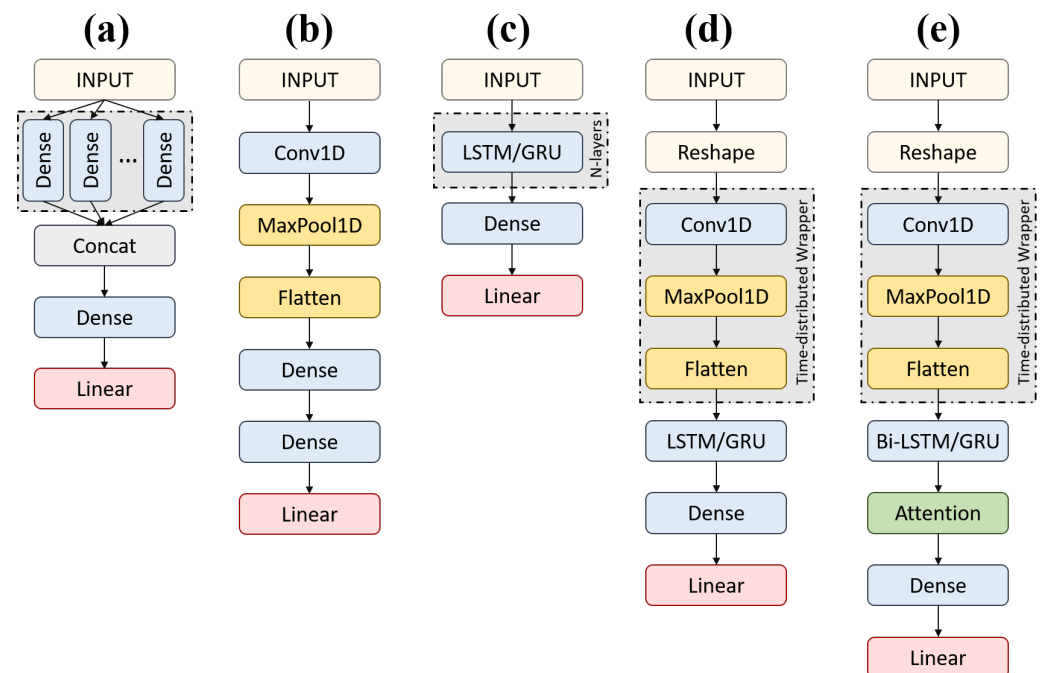 (a)
INPUT
Dense
Dense
...
Dense
Concat
Dense
Linear
(b)
INPUT
Conv1D
MaxPool1D
Flatten
Dense
Dense
Linear
(c)
INPUT
LSTM/GRU
N-layers
Dense
Linear
(d)
INPUT
Reshape
Conv1D
MaxPool1D
Flatten
Time-distributed Wrapper
LSTM/GRU
Dense
Linear
(e)
INPUT
Reshape
Conv1D
MaxPool1D
Flatten
Time-distributed Wrapper
Bi-LSTM/GRU
Attention
Dense
Linear